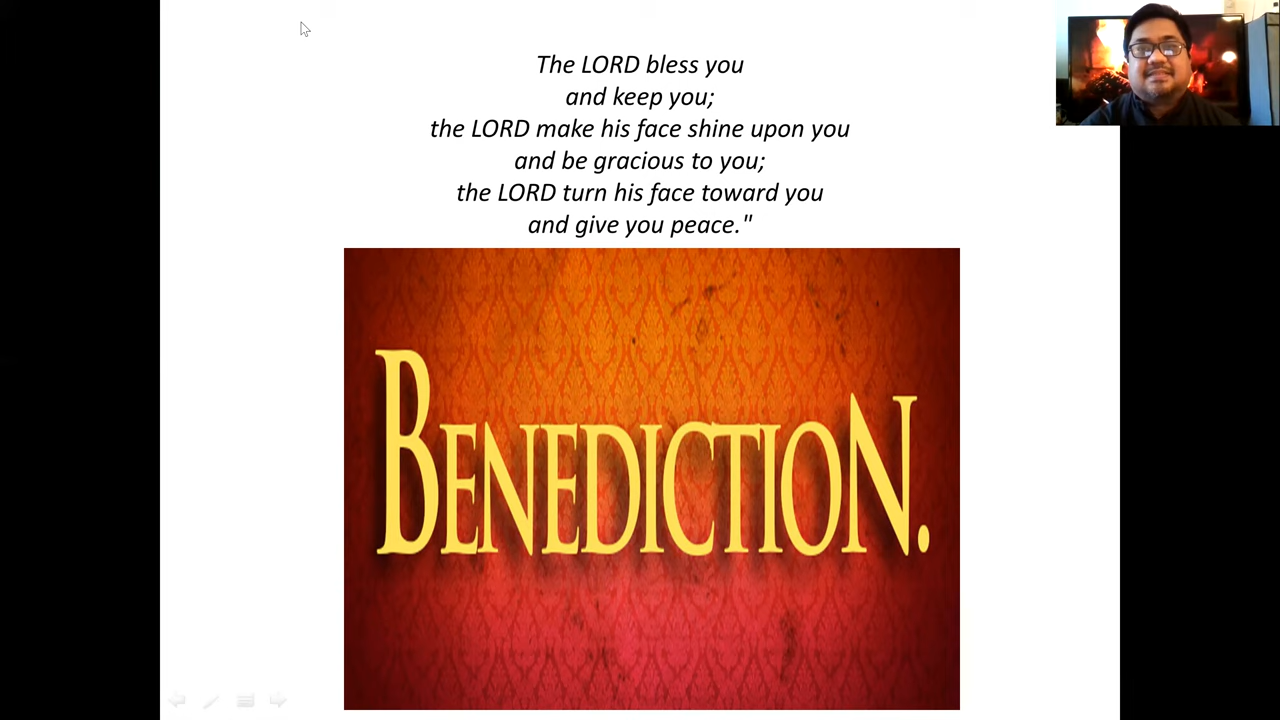 The LORD bless you
and keep you;
the LORD make his face shine upon you
and be gracious to you;
the LORD turn his face toward you
and give you peace."
BENEDICTION.